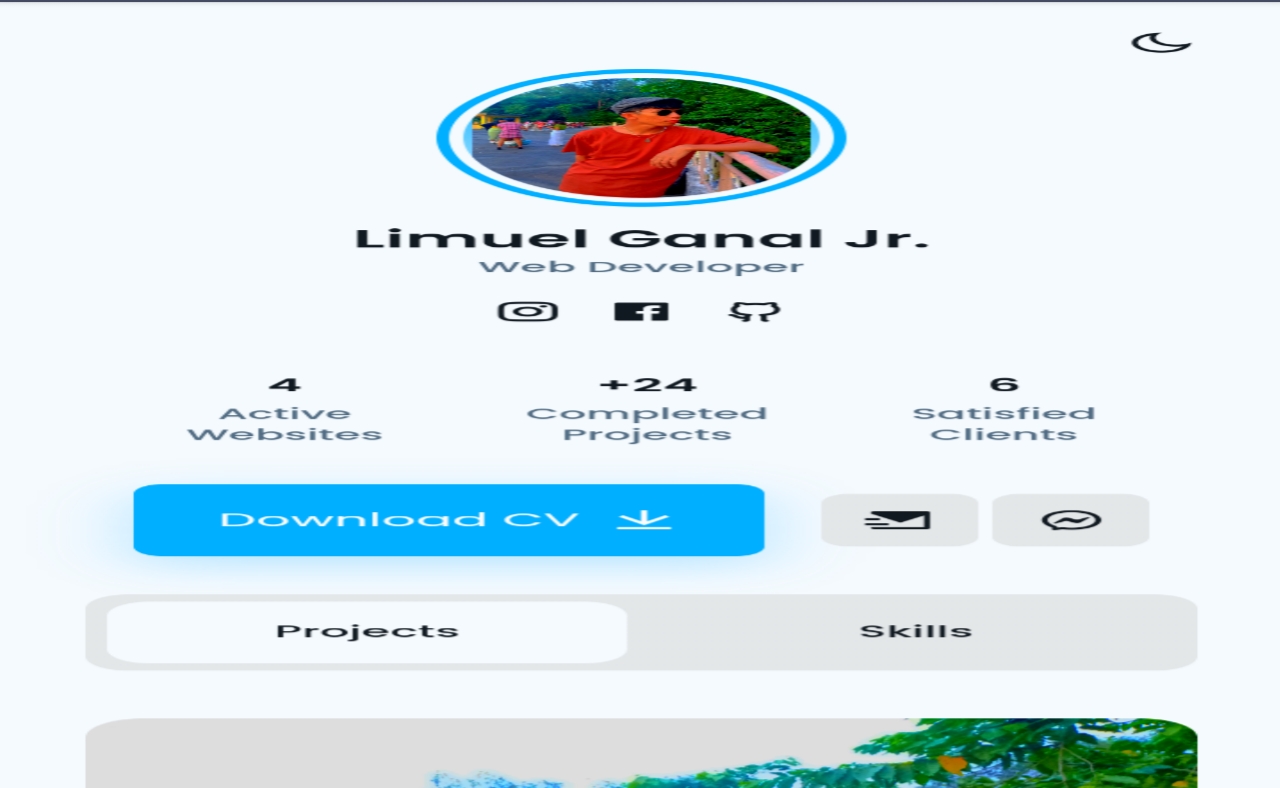 Limuel Ganal Jr.
Web Developer
4
Active
Websites
+24
Completed
Projects
6
Satisfied
Clients
Download CV
Projects
Skills